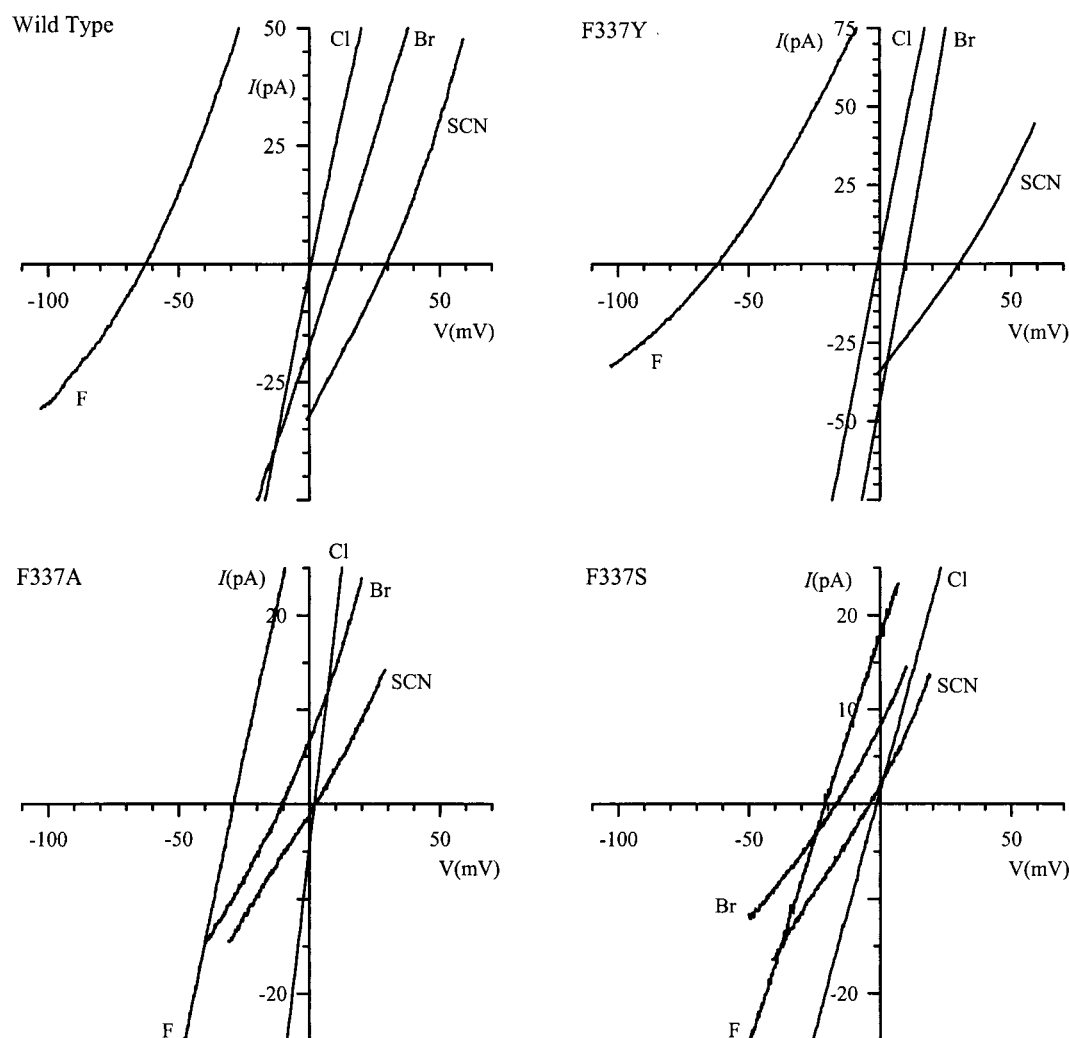 Wild Type
50
Cl
Br
I(pA)
25
SCN
-100
-50
50
V(mV)
-25
F
F337Y
75
I(pA)
Cl
Br
50
25
SCN
-100
-50
50
V(mV)
-25
F
-50
F337A
I(pA)
Cl
20
Br
SCN
-100
-50
50
V(mV)
-20
F
F337S
I(pA)
Cl
20
10
SCN
-100
-50
50
V(mV)
Br
-20
F